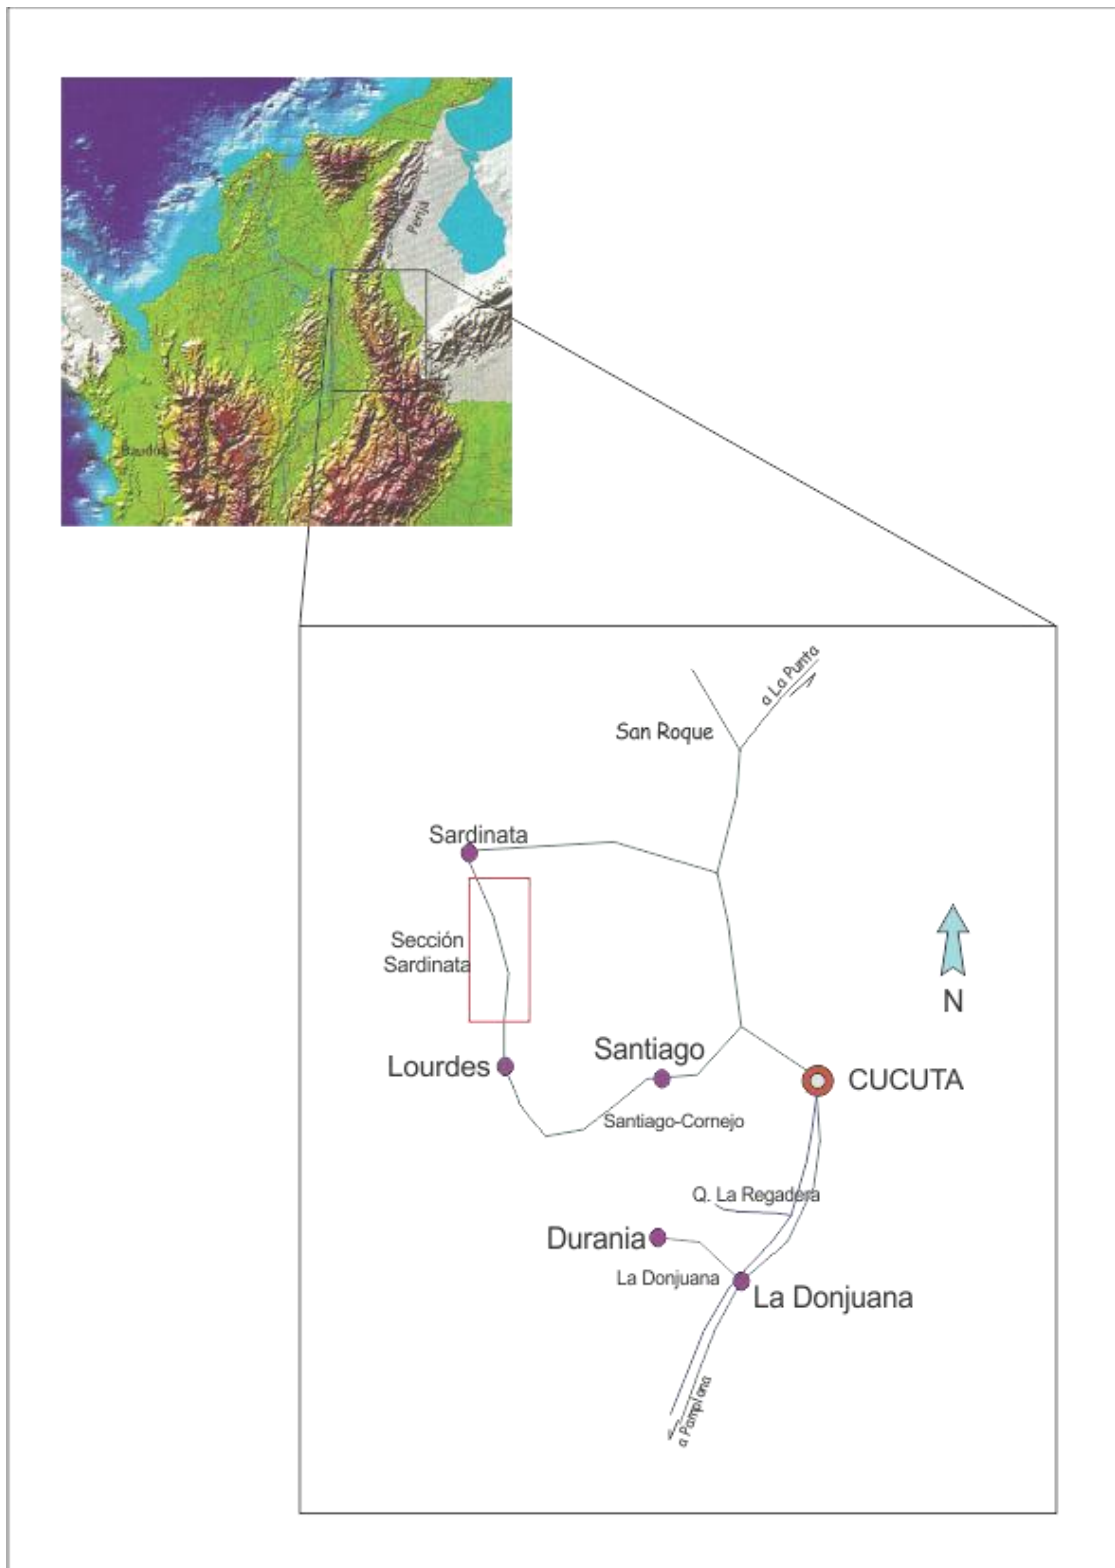 Perijá
Baudó
a La Punta
San Roque
Sardinata
Sección
Sardinata
N
Santiago
Lourdes
CUCUTA
Santiago-Cornejo
Q. La Regadera
Durania
La Donjuana
La Donjuana
a Pamplona